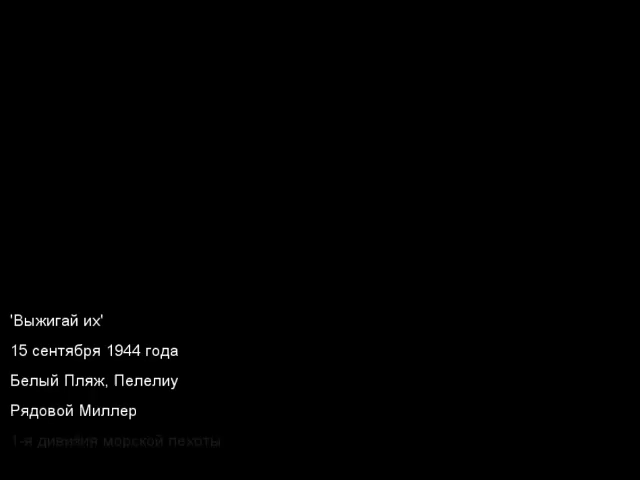 'Выжигай их'
15 сентября 1944 года
Белый Пляж, Пелелиу
Рядовой Миллер
1-я дивизия морской пехоты